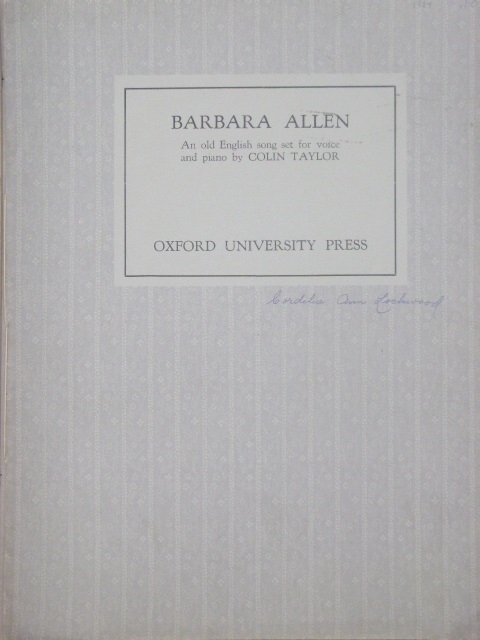 BARBARA ALLEN
An old English song set for voice
and piano by COLIN TAYLOR
OXFORD UNIVERSITY PRESS
Cordelia Ann Lockwood